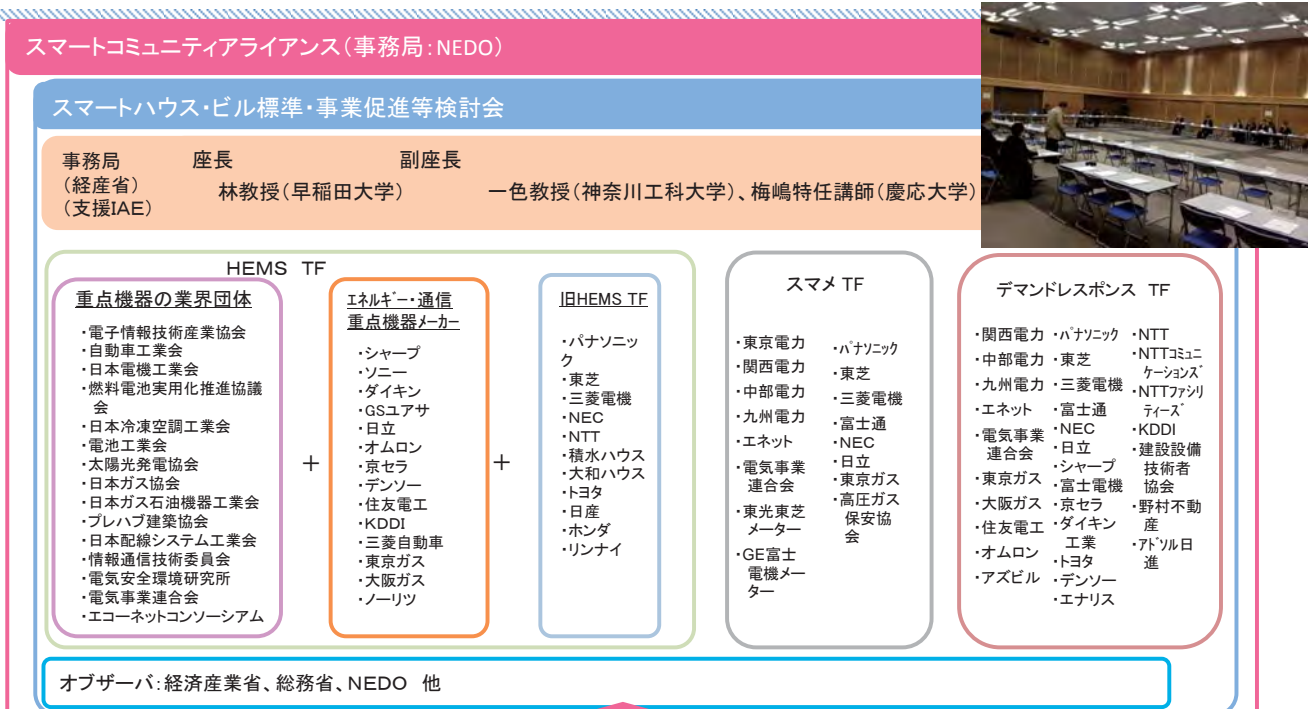 スマートコミュニティアライアンス(事務局:NEDO)
スマートハウス・ビル標準・事業促進等検討会
事務局
(経産省)
(支援IAE)
座長
林教授(早稲田大学)
副座長
一色教授(神奈川工科大学)、梅嶋特任講師(慶応大学)
HEMS TF
重点機器の業界団体
・電子情報技術産業協会
・自動車工業会
・日本電機工業会
・燃料電池実用化推進協議
会
・日本冷凍空調工業会
・電池工業会
・太陽光発電協会
・日本ガス協会
・日本ガス石油機器工業会
・プレハブ建築協会
・日本配線システム工業会
・情報通信技術委員会
・電気安全環境研究所
・電気事業連合会
・エコーネットコンソーシアム
+
エネルギー・通信
重点機器メーカー
・シャープ
・ソニー
・ダイキン
・GSユアサ
・日立
・オムロン
・京セラ
・デンソー
・住友電工
・KDDI
・三菱自動車
・東京ガス
・大阪ガス
・ノーリツ
+
旧HEMS TF
・パナソニッ
ク
・東芝
・三菱電機
・NEC
・NTT
・積水ハウス
・大和ハウス
・トヨタ
・日産
・ホンダ
・リンナイ
スマメ TF
・東京電力
・関西電力
・中部電力
・九州電力
・エネット
・電気事業
連合会
・東光東芝
メーター
・GE富士
電機メー
ター
・パナソニック
・東芝
・三菱電機
・富士通
・NEC
・日立
・東京ガス
・高圧ガス
保安協
会
デマンドレスポンス TF
・関西電力
・中部電力
・九州電力
・エネット
・電気事業
連合会
・東京ガス
・大阪ガス
・住友電工
・オムロン
・アズビル
・パナソニック
・東芝
・三菱電機
・富士通
・NEC
・日立
・シャープ
・富士電機
・京セラ
・ダイキン
工業
・トヨタ
・デンソー
・エナリス
・NTT
・NTTコミュニ
ケーションズ
・NTTファシリ
ティーズ
・KDDI
・建設設備
技術者
協会
・野村不動
産
・アドソル日
進
オブザーバ:経済産業省、総務省、NEDO 他